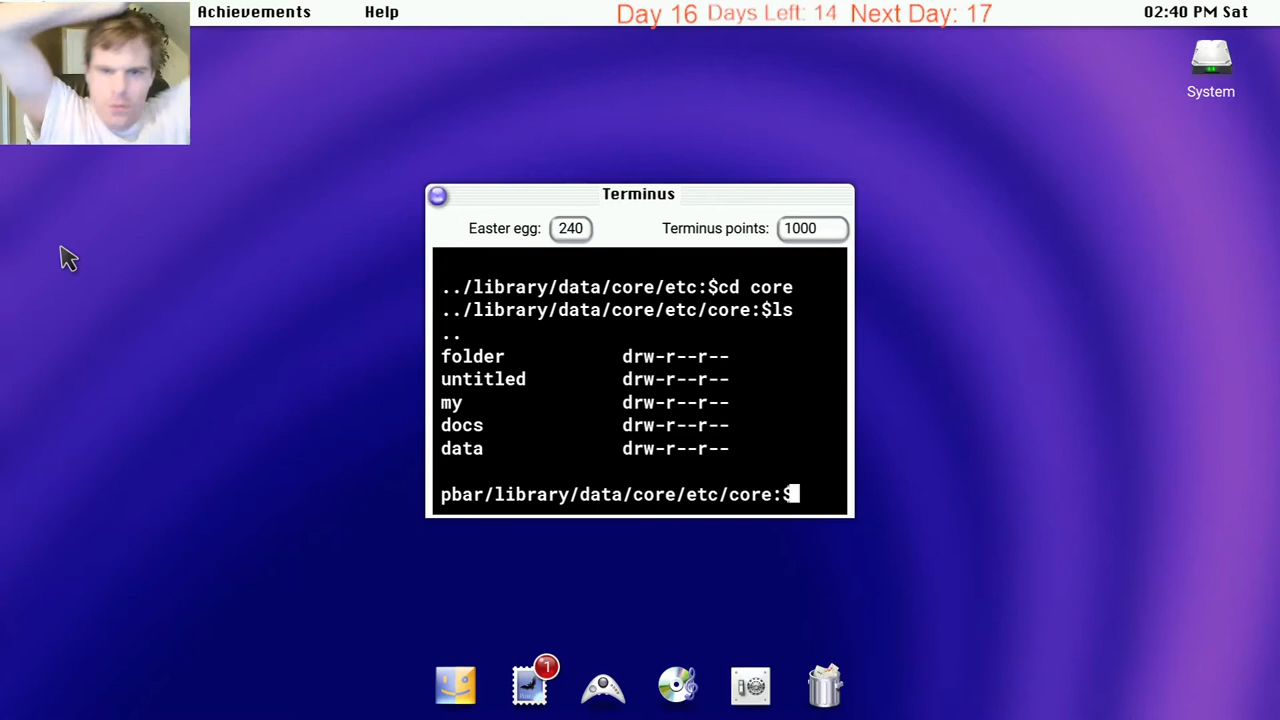 Achievements Help Day 16 Days Left: 14 Next Day: 17 02:40 PM Sat
System
Terminus
Easter egg: 240 Terminus points: 1000
../library/data/core/etc:$cd core
../library/data/core/etc/core:$ls
..
folder drw-r--r--
untitled drw-r--r--
my drw-r--r--
docs drw-r--r--
data drw-r--r--
pbar/library/data/core/etc/core:$
1